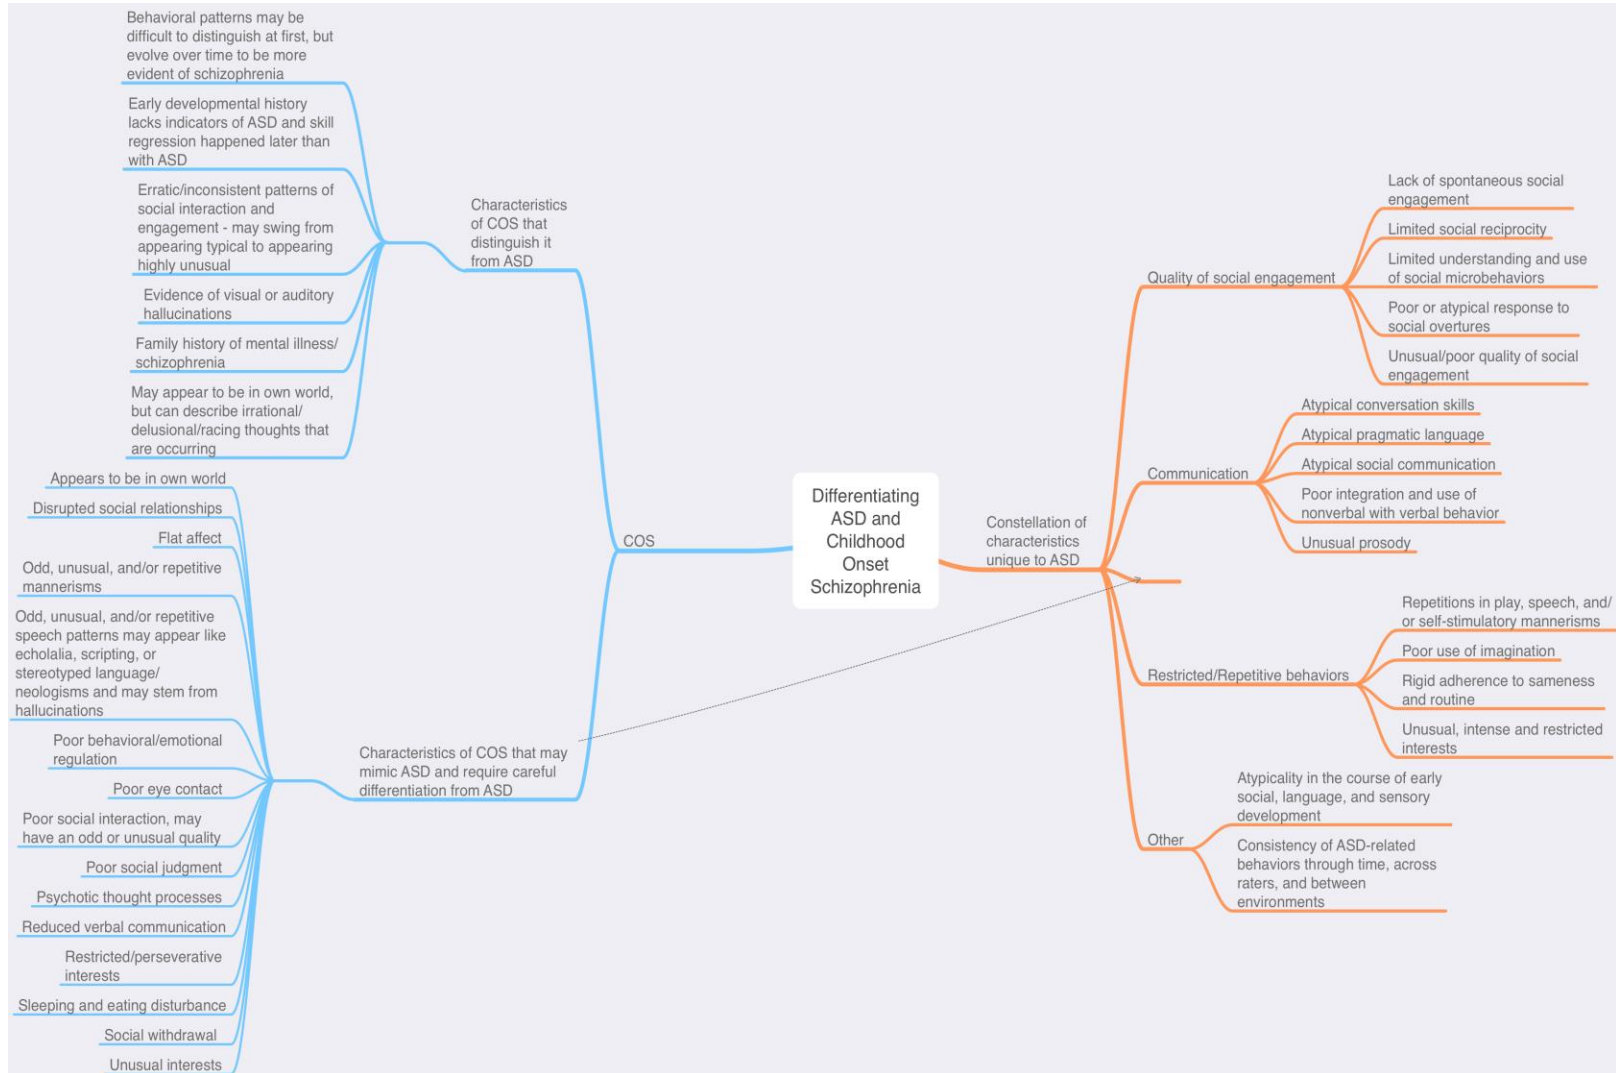 Behavioral patterns may be
difficult to distinguish at first, but
evolve over time to be more
evident of schizophrenia
Early developmental history
lacks indicators of ASD and skill
regression happened later than
with ASD
Erratic/inconsistent patterns of
social interaction and
engagement - may swing from
appearing typical to appearing
highly unusual
Evidence of visual or auditory
hallucinations
Family history of mental illness/
schizophrenia
May appear to be in own world,
but can describe irrational/
delusional/racing thoughts that
are occurring
Characteristics
of COS that
distinguish it
from ASD
Appears to be in own world
Disrupted social relationships
Flat affect
Odd, unusual, and/or repetitive
mannerisms
Odd, unusual, and/or repetitive
speech patterns may appear like
echolalia, scripting, or
stereotyped language/
neologisms and may stem from
hallucinations
Poor behavioral/emotional
regulation
Poor eye contact
Poor social interaction, may
have an odd or unusual quality
Poor social judgment
Psychotic thought processes
Reduced verbal communication
Restricted/perseverative
interests
Sleeping and eating disturbance
Social withdrawal
Unusual interests
Characteristics of COS that may
mimic ASD and require careful
differentiation from ASD
COS
Differentiating
ASD and
Childhood
Onset
Schizophrenia
Constellation of
characteristics
unique to ASD
Quality of social engagement
Lack of spontaneous social
engagement
Limited social reciprocity
Limited understanding and use
of social microbehaviors
Poor or atypical response to
social overtures
Unusual/poor quality of social
engagement
Communication
Atypical conversation skills
Atypical pragmatic language
Atypical social communication
Poor integration and use of
nonverbal with verbal behavior
Unusual prosody
Restricted/Repetitive behaviors
Repetitions in play, speech, and/
or self-stimulatory mannerisms
Poor use of imagination
Rigid adherence to sameness
and routine
Unusual, intense and restricted
interests
Other
Atypicality in the course of early
social, language, and sensory
development
Consistency of ASD-related
behaviors through time, across
raters, and between
environments